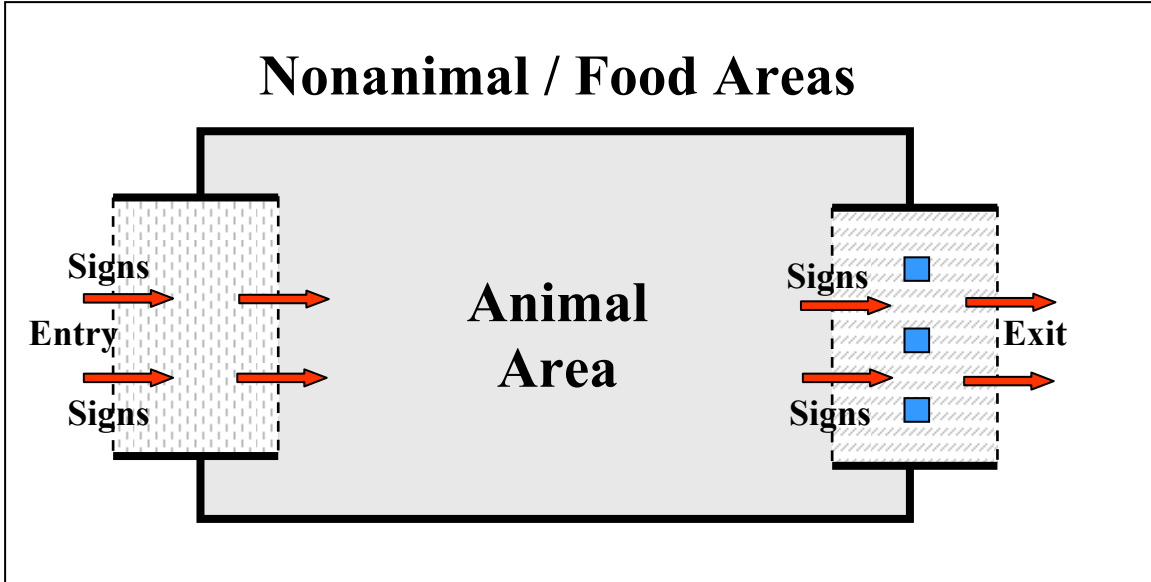 Nonanimal / Food Areas
Signs
Entry
Signs
Animal
Area
Signs
Signs
Exit